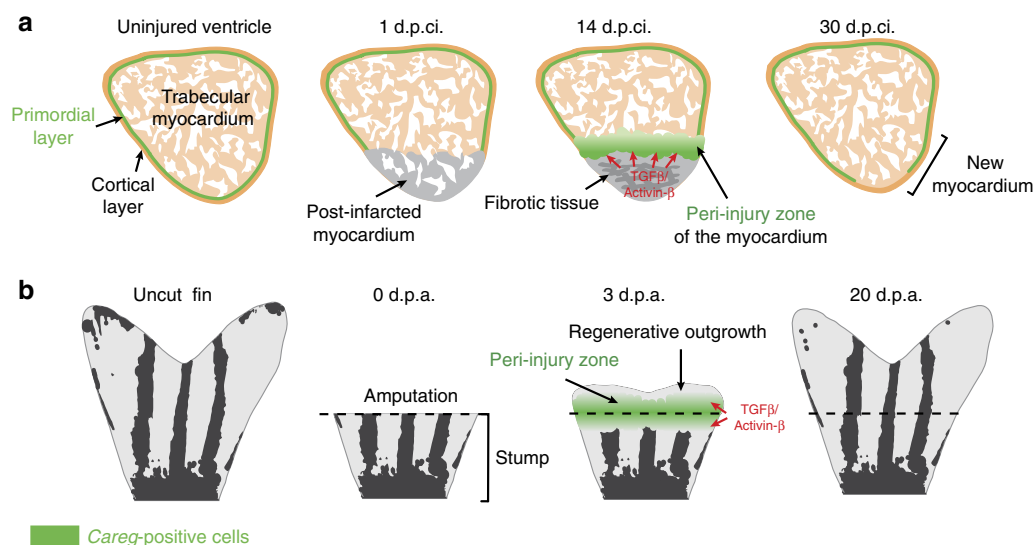 a
Uninjured ventricle
1 d.p.ci.
14 d.p.ci.
30 d.p.ci.
Trabecular
myocardium
Primordial
layer
Cortical
layer
Post-infarcted
myocardium
TGFβ/
Activin-β
Fibrotic tissue
Peri-injury zone
of the myocardium
New
myocardium
b
Uncut fin
0 d.p.a.
3 d.p.a.
20 d.p.a.
Regenerative outgrowth
Peri-injury zone
Amputation
TGFβ/
Activin-β
Stump
Careg-positive cells